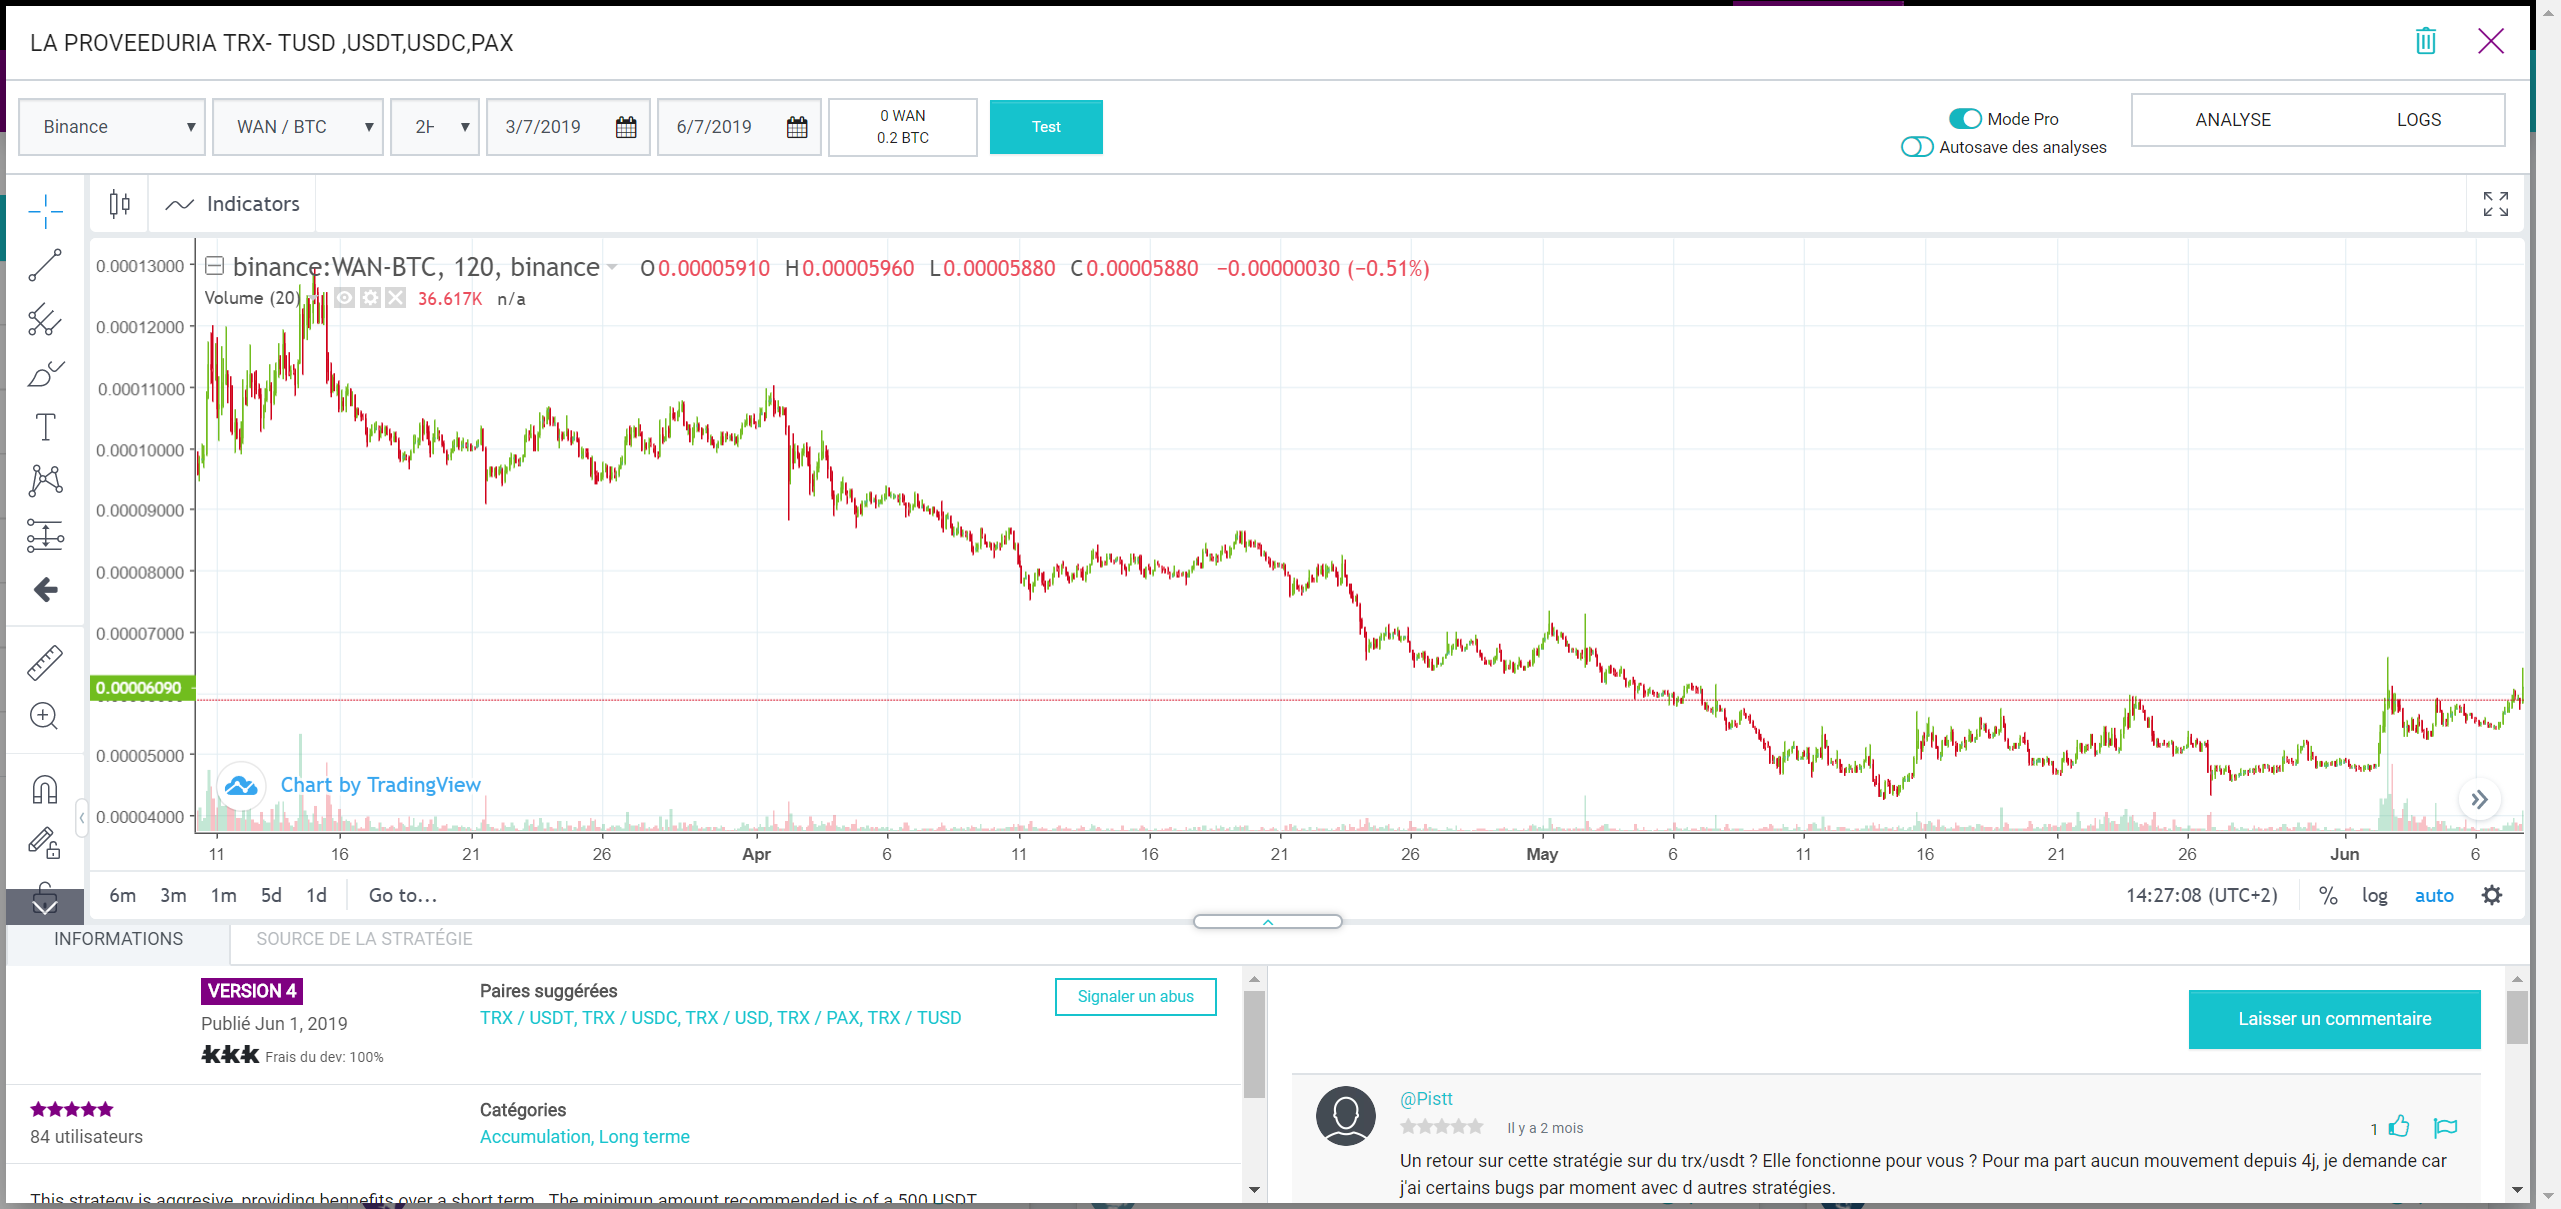 LA PROVEEDURIA TRX- TUSD ,USDT,USDC,PAX
Binance
WAN / BTC
3/7/2019
6/7/2019
0 WAN
0.2 BTC
Test
Mode Pro
Autosave des analyses
ANALYSE
LOGS
Indicators
binance:WAN-BTC, 120, binance O0.00005910 H0.00005960 L0.00005880 C0.00005880 −0.00000030 (−0.51%)
Volume (20) 36.617K n/a
0.00013000
0.00012000
0.00011000
0.00010000
0.00009000
0.00008000
0.00007000
0.00006090
0.00005000
0.00004000
Chart by TradingView
11 16 21 26 Apr 6 11 16 21 26 May 6 11 16 21 26 Jun 6
6m 3m 1m 5d 1d Go to...
14:27:08 (UTC+2) % log auto
INFORMATIONS
SOURCE DE LA STRATÉGIE
VERSION 4
Publié Jun 1, 2019
Frais du dev: 100%
Paires suggérées
TRX / USDT, TRX / USDC, TRX / USD, TRX / PAX, TRX / TUSD
Signaler un abus
84 utilisateurs
Catégories
Accumulation, Long terme
This strategy is aggresive, providing bennefits over a short term. The minimun amount recommended is of a 500 USDT
Laisser un commentaire
@Pistt
Il y a 2 mois
1
Un retour sur cette stratégie sur du trx/usdt ? Elle fonctionne pour vous ? Pour ma part aucun mouvement depuis 4j, je demande car
j'ai certains bugs par moment avec d autres stratégies.